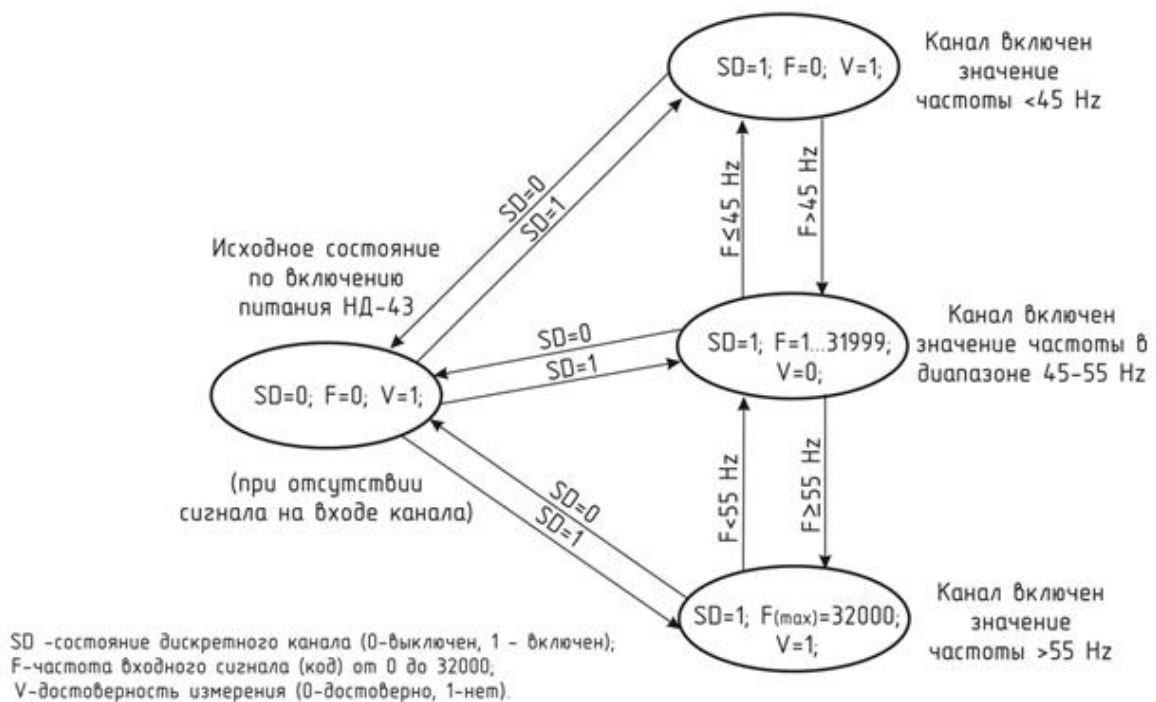 SD=1; F=0; V=1;
Канал включен
значение
частоты <45 Hz
SD=0
SD=1
F≤45 Hz
F>45 Hz
Исходное состояние
по включению
питания НД-43
SD=0
SD=1
SD=1; F=1...31999;
V=0;
Канал включен
значение частоты в
диапазоне 45-55 Hz
SD=0; F=0; V=1;
(при отсутствии
сигнала на входе канала)
SD=0
SD=1
F<55 Hz
F≥55 Hz
SD=1; F(max)=32000;
V=1;
Канал включен
значение
частоты >55 Hz
SD -состояние дискретного канала (0-выключен, 1 - включен);
F-частота входного сигнала (код) от 0 до 32000;
V-достоверность измерения (0-достоверно, 1-нет).